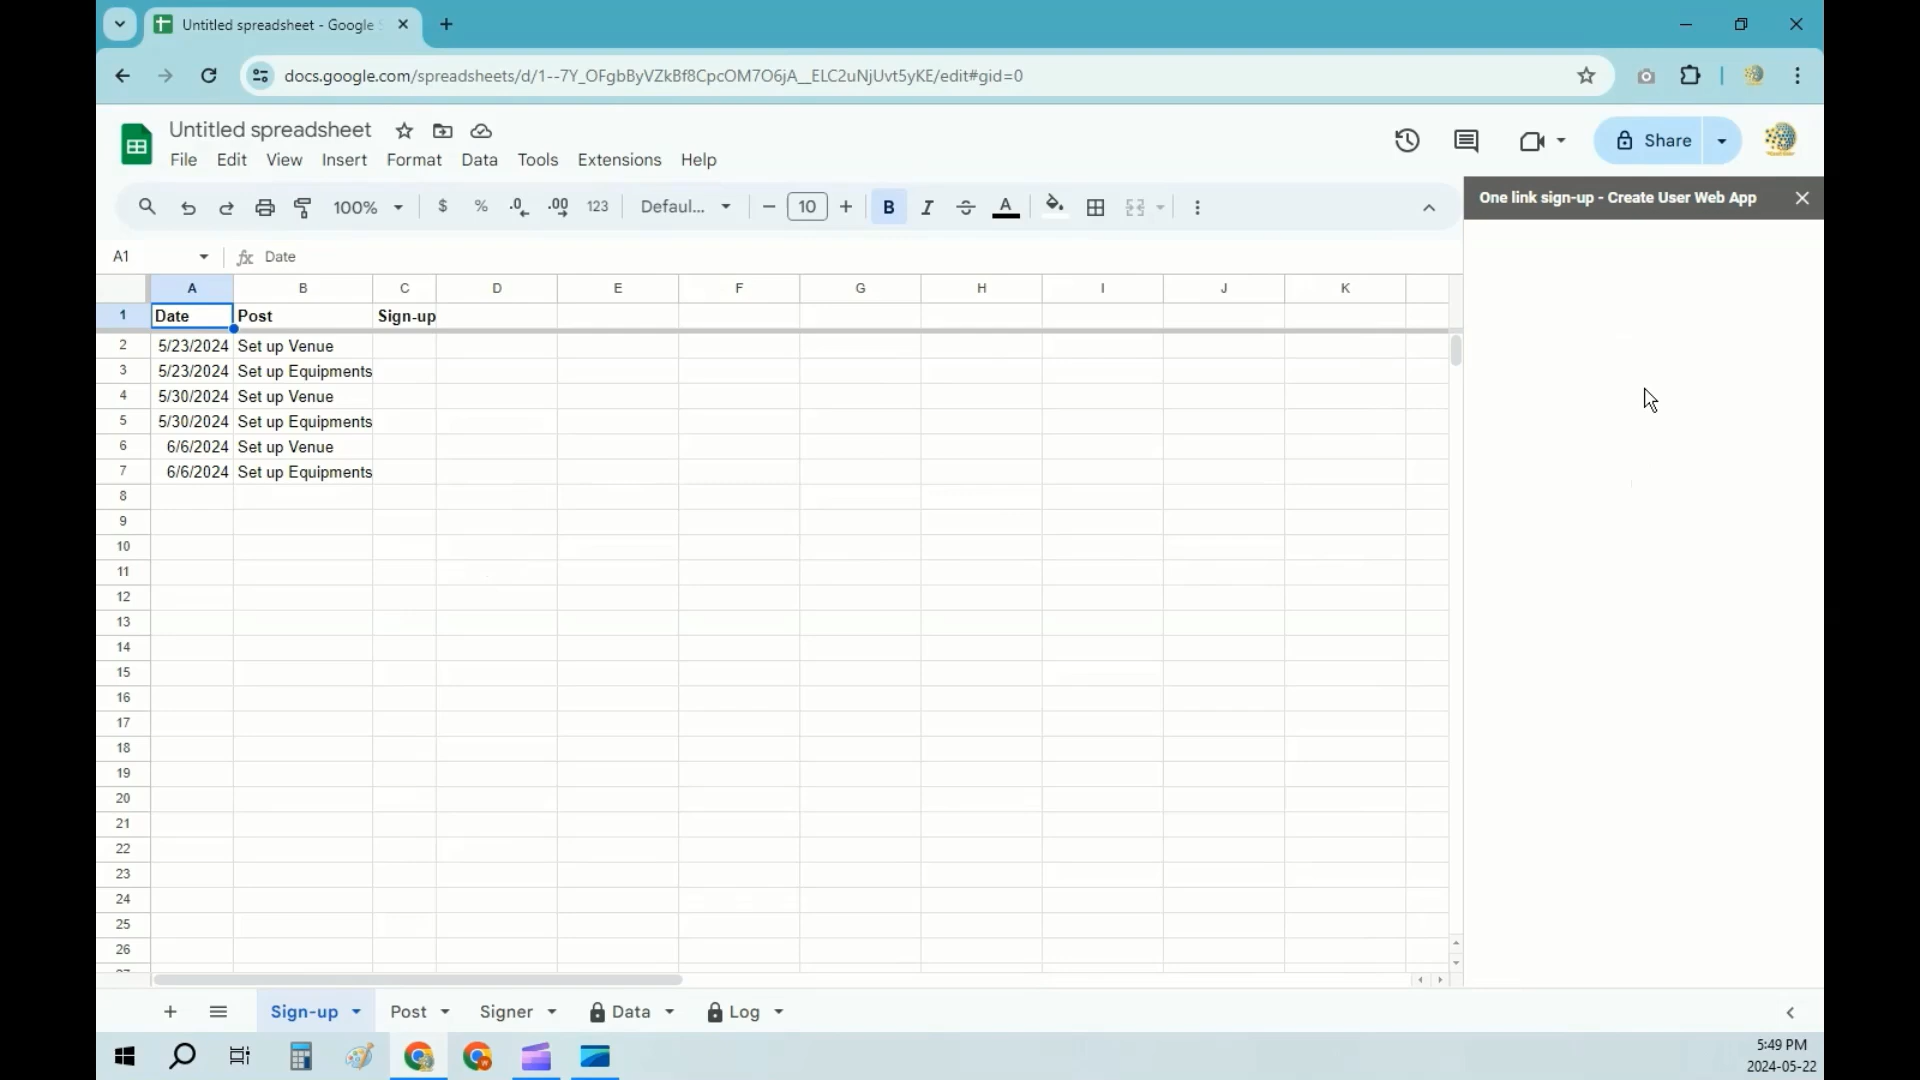 Untitled spreadsheet - Google S
docs.google.com/spreadsheets/d/1--7Y_OFgbByVZkBf8CpcOM7O6jA__ELC2uNjUvt5yKE/edit#gid=0
Untitled spreadsheet
File Edit View Insert Format Data Tools Extensions Help
Share
100% $ % .0 .00 123 Defaul... 10 B I S A
One link sign-up - Create User Web App
A1 fx Date
A B C D E F G H I J K
1 Date Post Sign-up
2 5/23/2024 Set up Venue
3 5/23/2024 Set up Equipments
4 5/30/2024 Set up Venue
5 5/30/2024 Set up Equipments
6 6/6/2024 Set up Venue
7 6/6/2024 Set up Equipments
8
9
10
11
12
13
14
15
16
17
18
19
20
21
22
23
24
25
26
Sign-up Post Signer Data Log
5:49 PM
2024-05-22